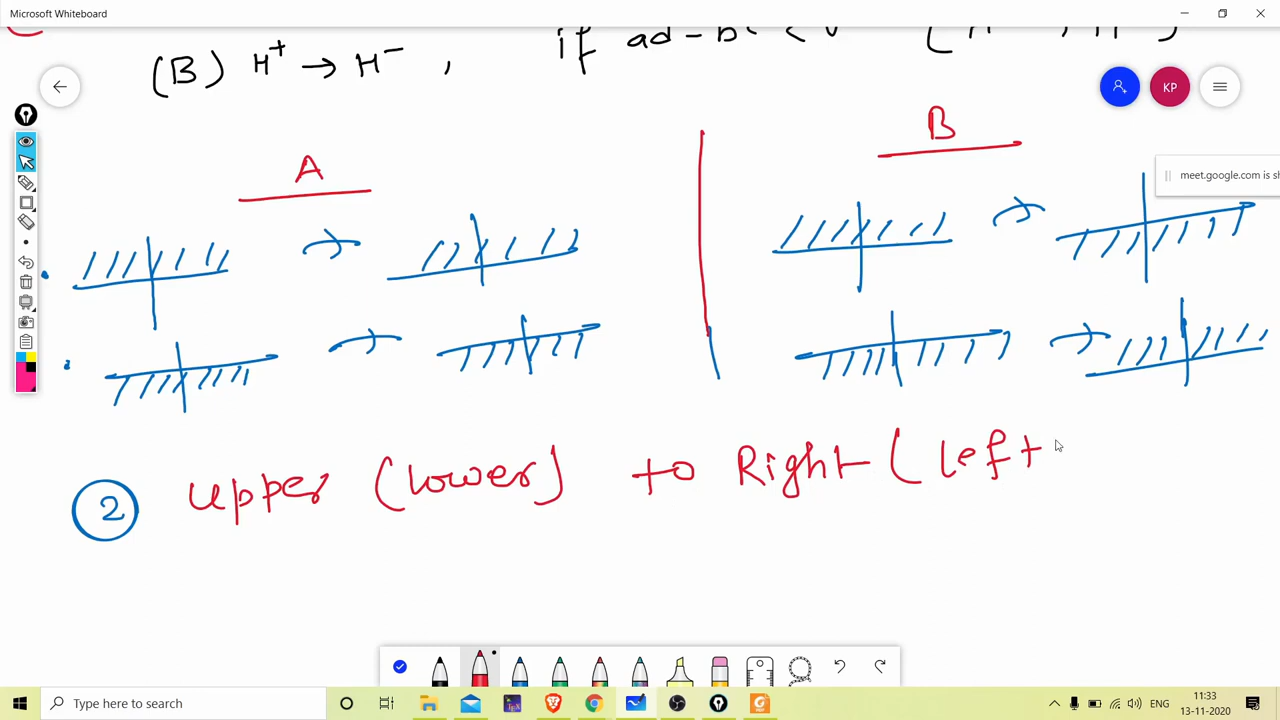 Microsoft Whiteboard
(B) H⁺ → H⁻, if ad - bc < 0
KP
A
B
meet.google.com is sh
② upper (lower) to Right (left
Type here to search
ENG
11:33
13-11-2020